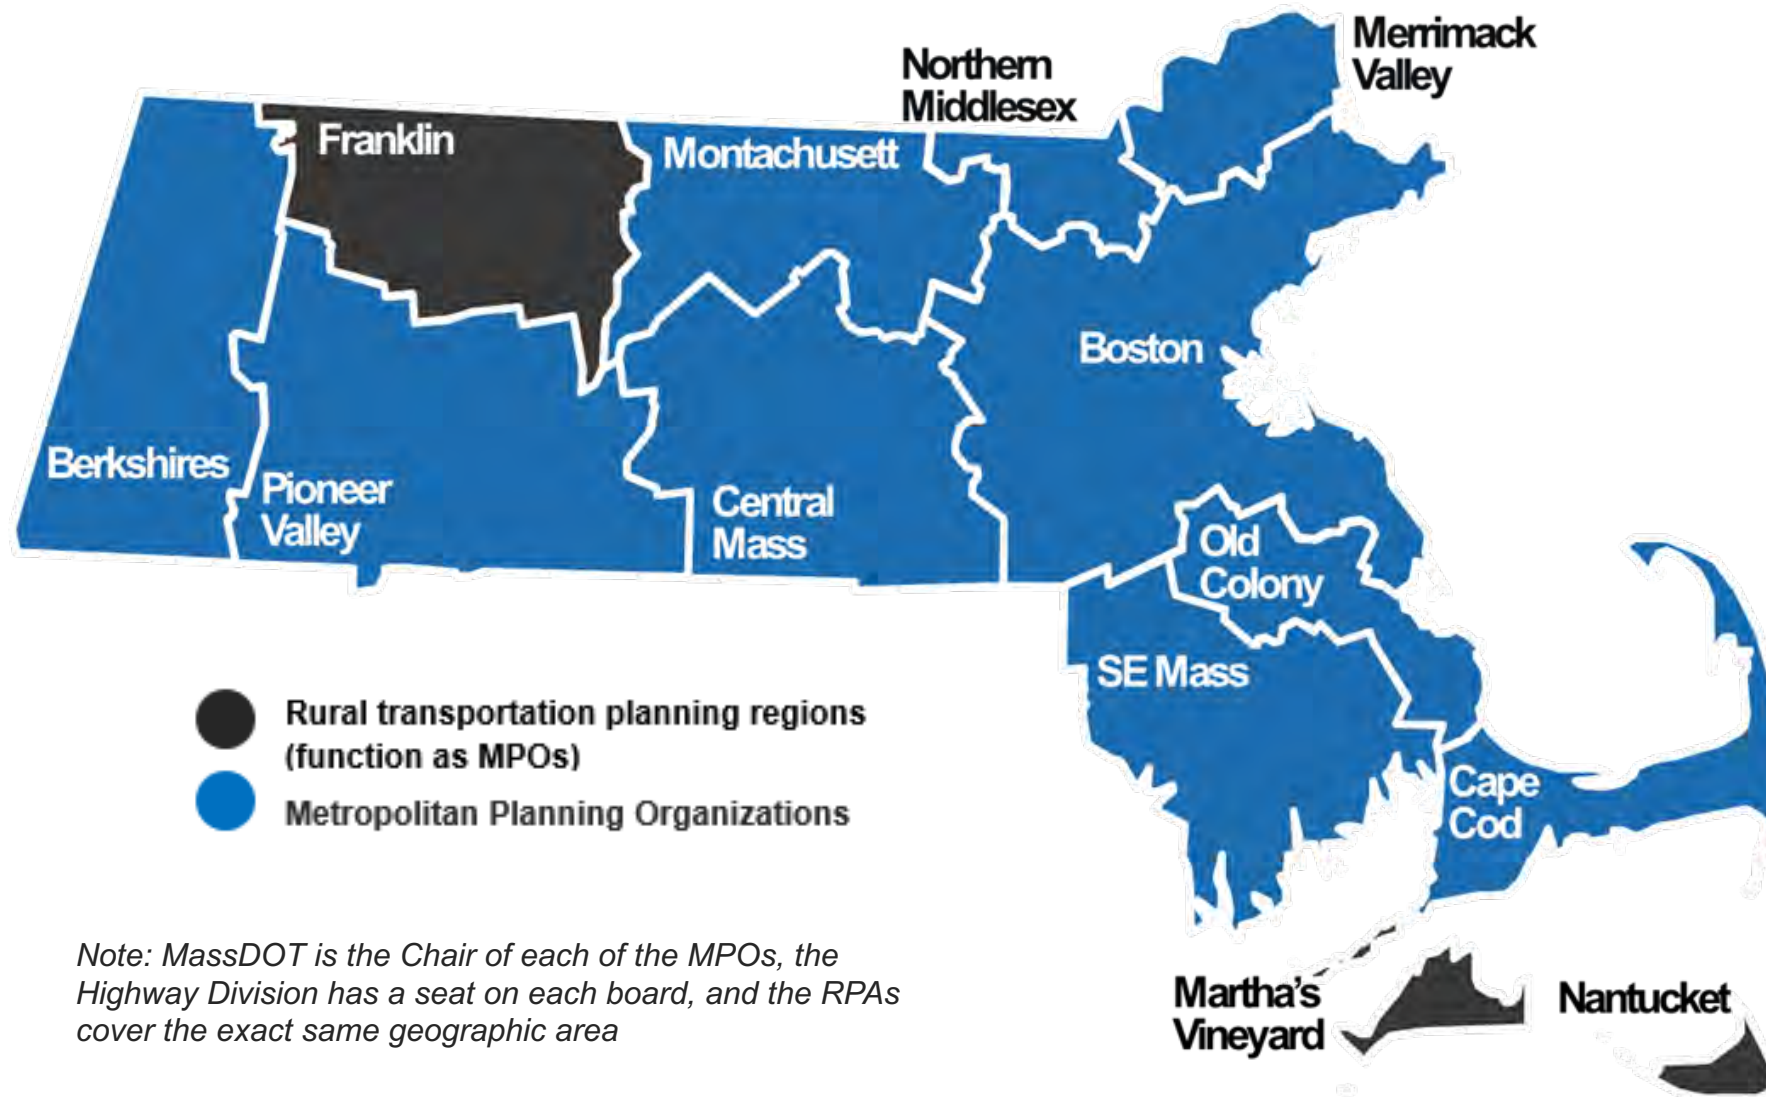 Merrimack
Valley
Northern
Middlesex
Franklin
Montachusett
Boston
Berkshires
Pioneer
Valley
Central
Mass
Old
Colony
SE Mass
Rural transportation planning regions
(function as MPOs)
Metropolitan Planning Organizations
Cape
Cod
Note: MassDOT is the Chair of each of the MPOs, the
Highway Division has a seat on each board, and the RPAs
cover the exact same geographic area
Martha's
Vineyard
Nantucket